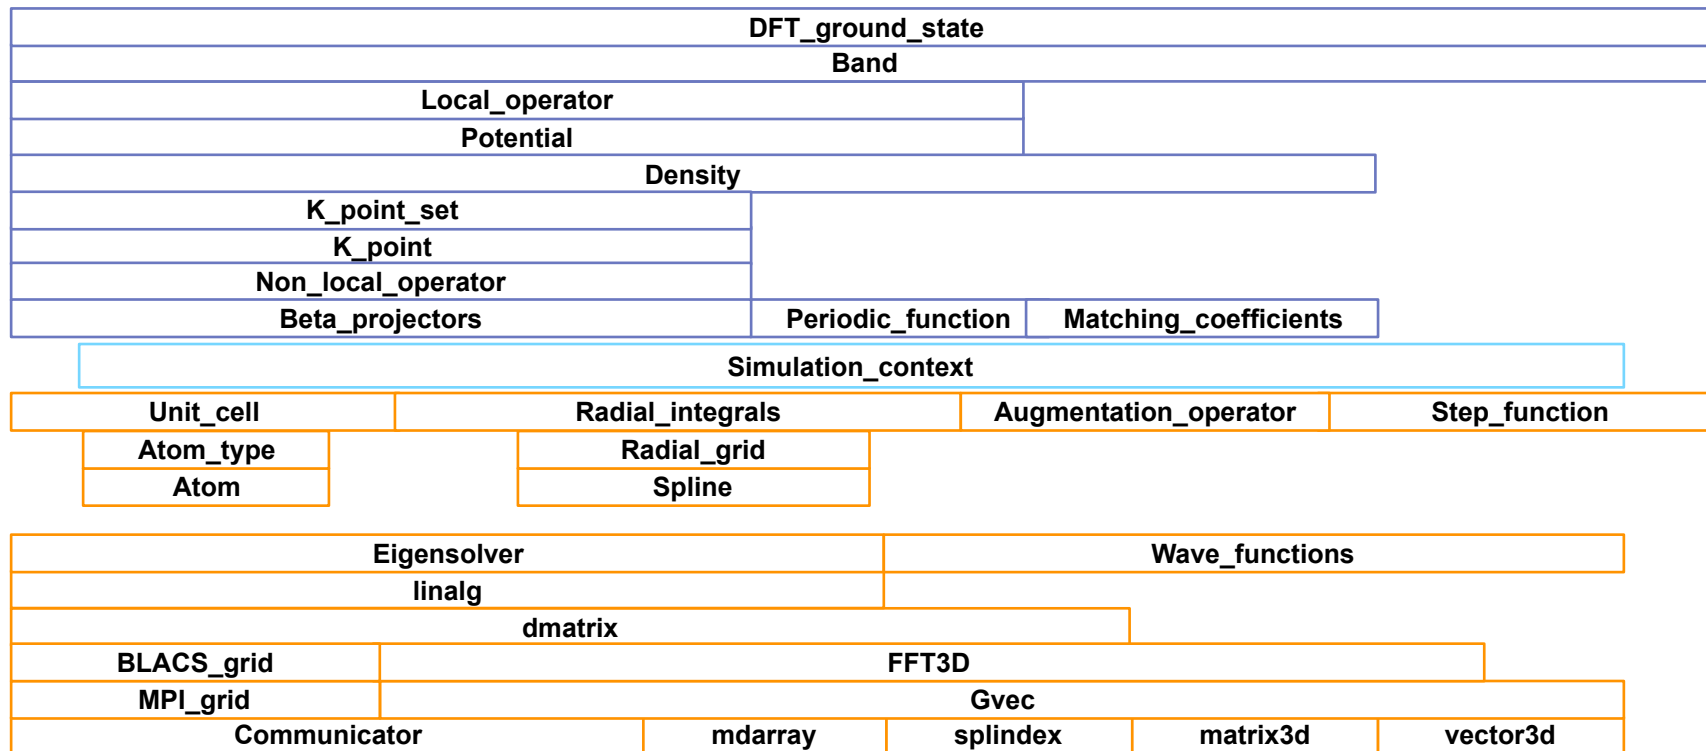 DFT_ground_state
Band
Local_operator
Potential
Density
K_point_set
K_point
Non_local_operator
Beta_projectors Periodic_function Matching_coefficients
Simulation_context
Unit_cell Radial_integrals Augmentation_operator Step_function
Atom_type Radial_grid
Atom Spline
Eigensolver Wave_functions
linalg
dmatrix
BLACS_grid FFT3D
MPI_grid Gvec
Communicator mdarray splindex matrix3d vector3d